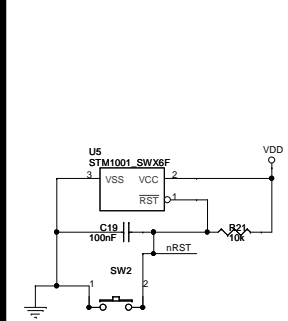 U5
STM1001_SWX6F
VDD
3 VSS VCC 2
RST 1
C19
100nF
R21
10k
nRST
SW2
1 2